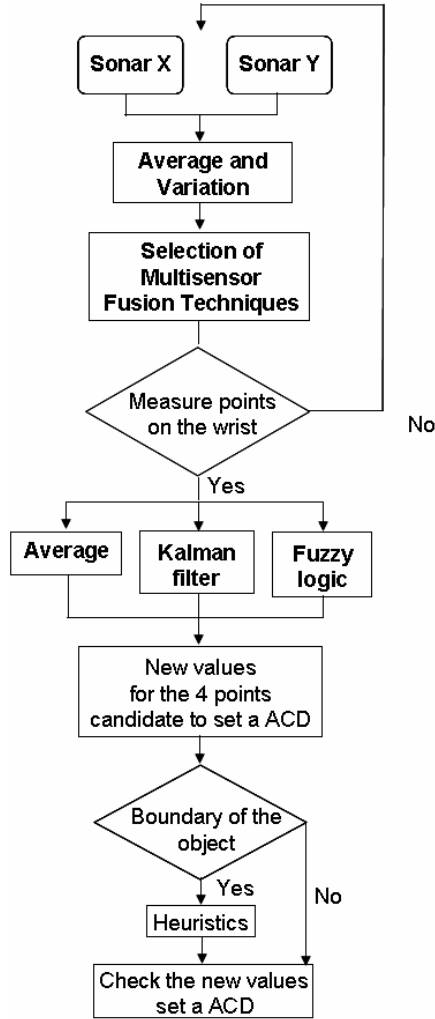 Sonar X
Sonar Y
Average and
Variation
Selection of
Multisensor
Fusion Techniques
Measure points
on the wrist
No
Yes
Average
Kalman
filter
Fuzzy
logic
New values
for the 4 points
candidate to set a ACD
Boundary of the
object
Yes
No
Heuristics
Check the new values
set a ACD